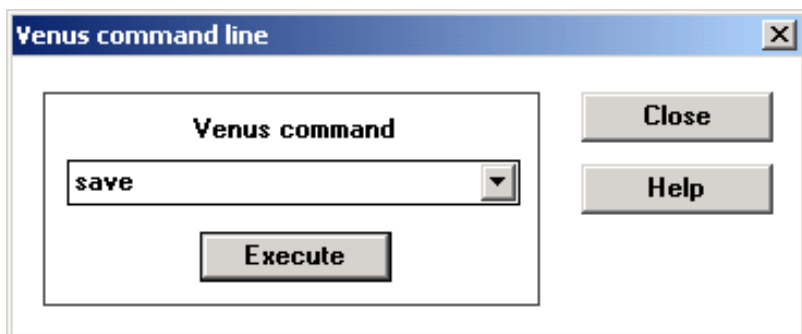 Venus command line
Venus command
save
Execute
Close
Help